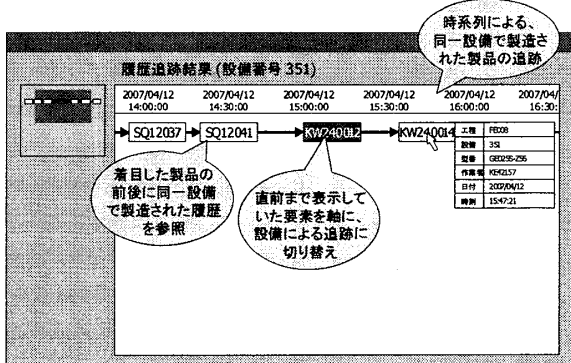 時系列による、
同一設備で製造さ
れた製品の追跡
履歴追跡結果 (設備番号 351)
2007/04/12 2007/04/12 2007/04/12 2007/04/12 2007/04/12 2007/04/
14:00:00 14:30:00 15:00:00 15:30:00 16:00:00 16:30:
SQ12037 SQ12041 KW240012 KW240014
工程 FE008
設備 351
型番 GE0255-Z56
作業者 KE42157
日付 2007/04/12
時刻 15:47:21
着目した製品の
前後に同一設備
で製造された履歴
を参照
直前まで表示して
いた要素を軸に、
設備による追跡に
切り替え